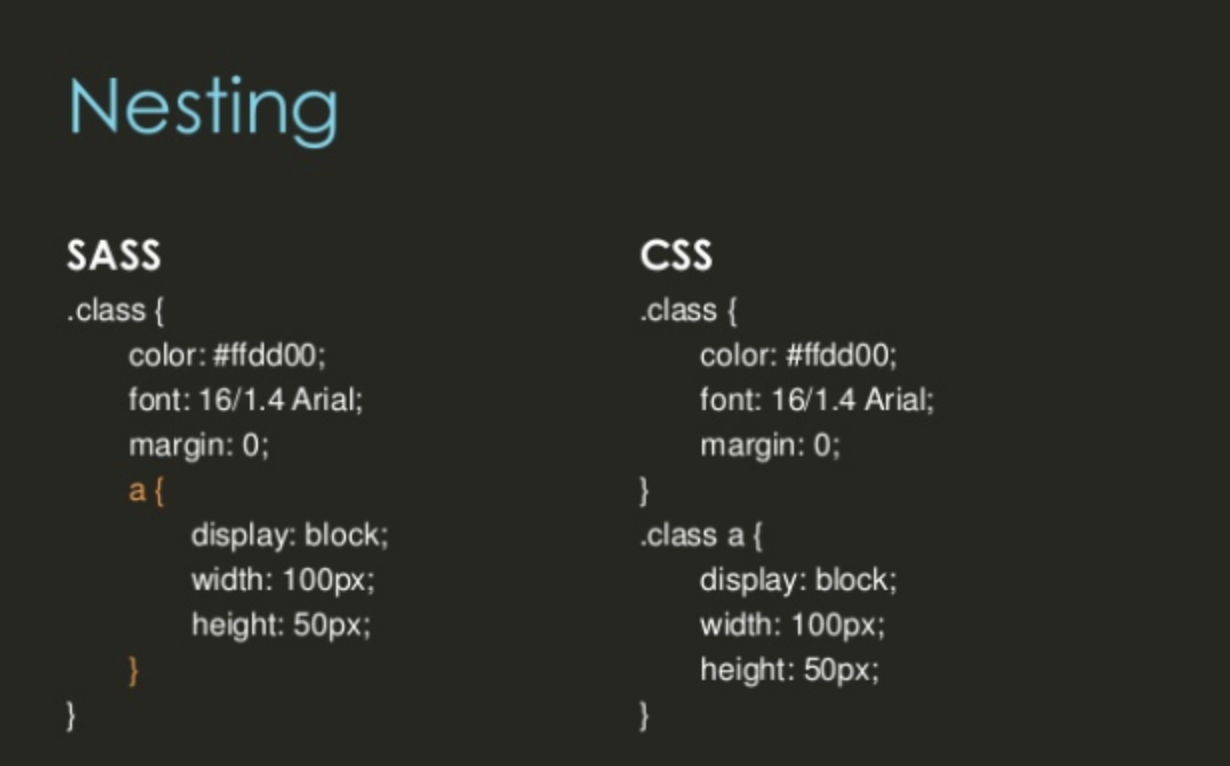 Nesting
SASS
.class {
color: #ffdd00;
font: 16/1.4 Arial;
margin: 0;
a {
display: block;
width: 100px;
height: 50px;
}
}
CSS
.class {
color: #ffdd00;
font: 16/1.4 Arial;
margin: 0;
}
.class a {
display: block;
width: 100px;
height: 50px;
}